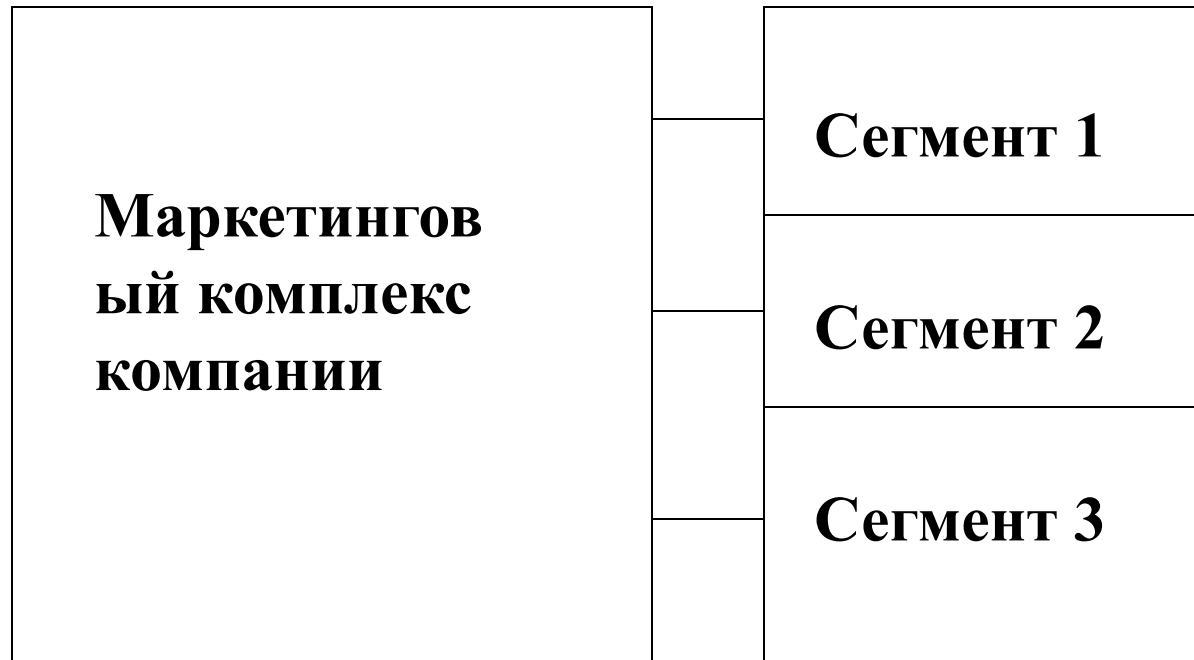 Маркетингов
ый комплекс
компании
Сегмент 1
Сегмент 2
Сегмент 3